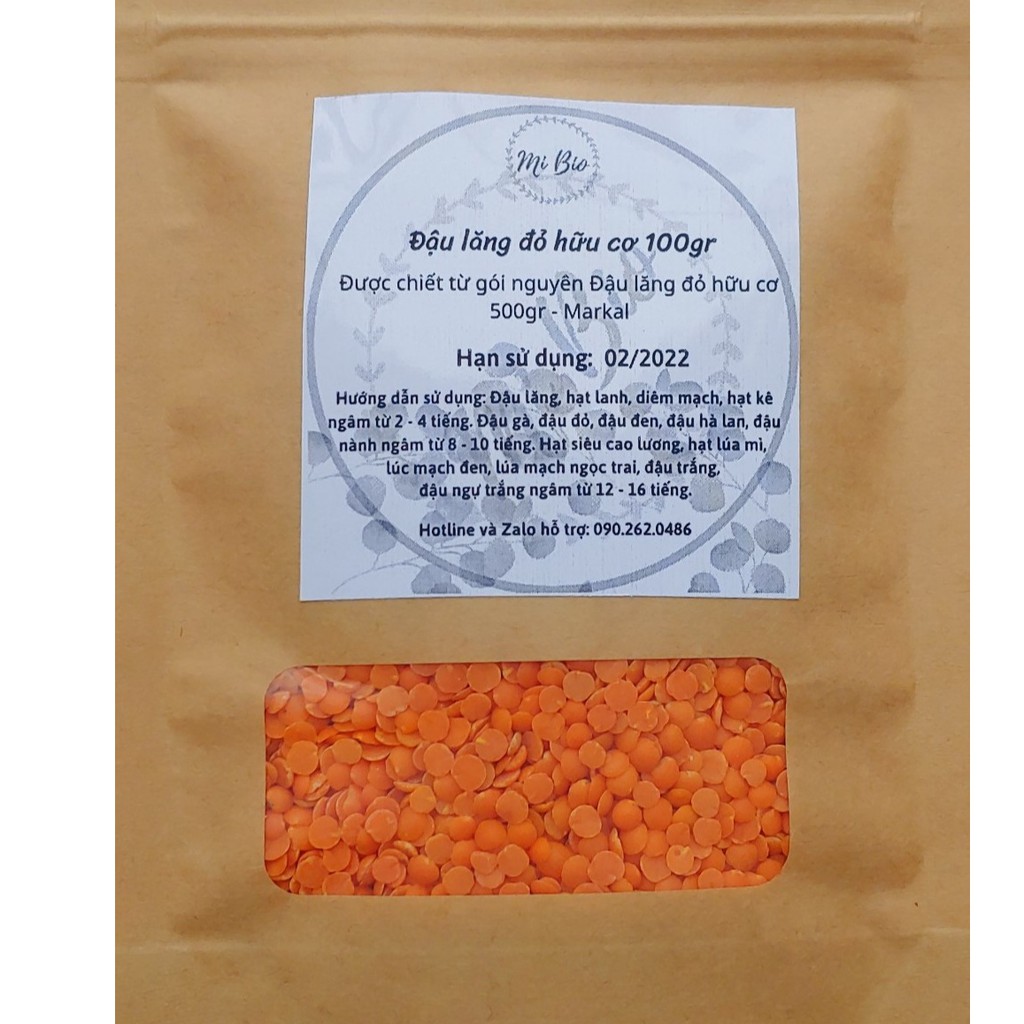 Mi Bio
Đậu lăng đỏ hữu cơ 100gr
Được chiết từ gói nguyên Đậu lăng đỏ hữu cơ
500gr - Markal
Hạn sử dụng: 02/2022
Hướng dẫn sử dụng: Đậu lăng, hạt lanh, diêm mạch, hạt kê
ngâm từ 2 - 4 tiếng. Đậu gà, đậu đỏ, đậu đen, đậu hà lan, đậu
nành ngâm từ 8 - 10 tiếng. Hạt siêu cao lương, hạt lúa mì,
lúc mạch đen, lúa mạch ngọc trai, đậu trắng,
đậu ngự trắng ngâm từ 12 - 16 tiếng.
Hotline và Zalo hỗ trợ: 090.262.0486